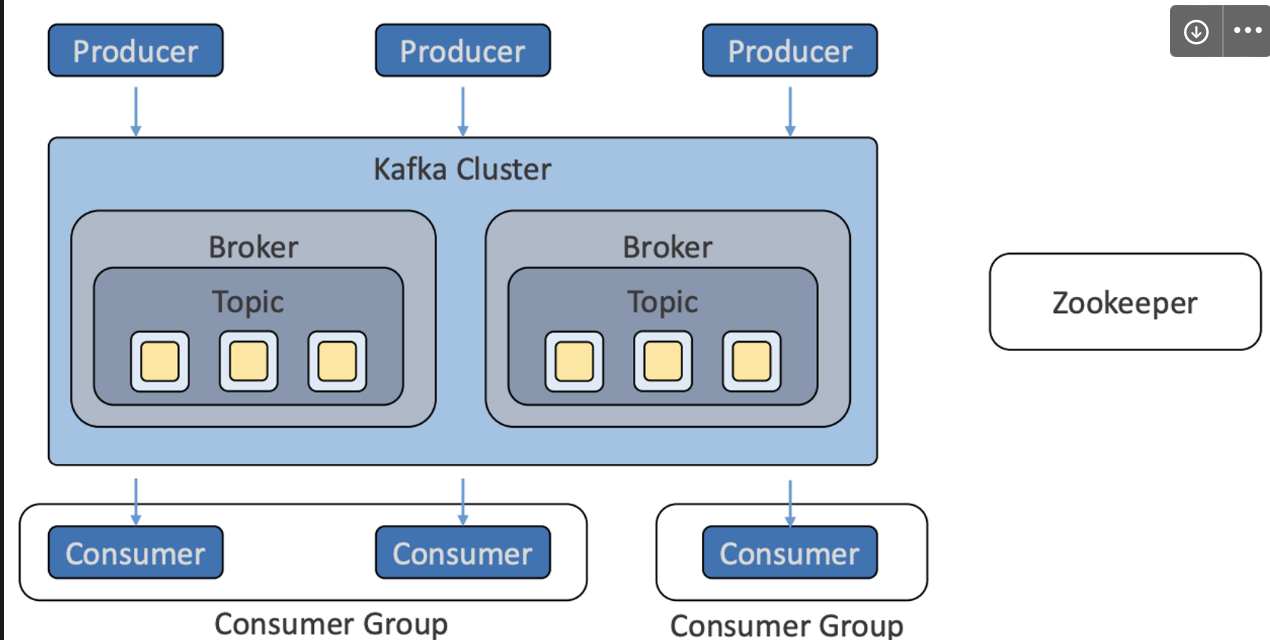 Producer
Producer
Producer
Kafka Cluster
Broker
Broker
Topic
Topic
Zookeeper
Consumer
Consumer
Consumer
Consumer Group
Consumer Group